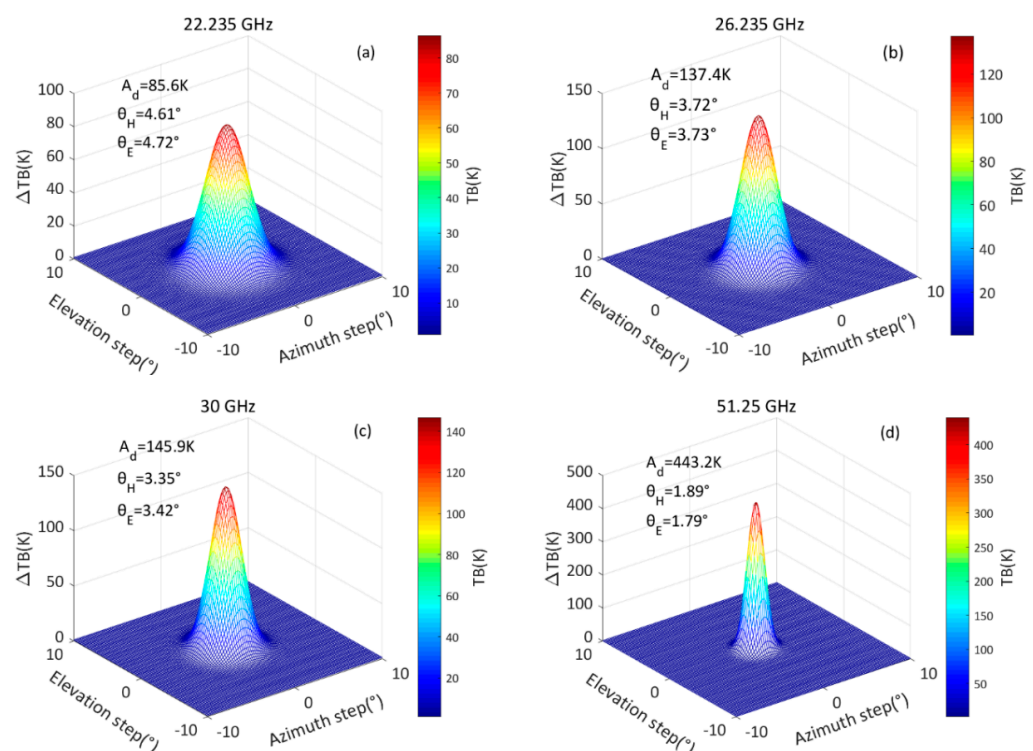 22.235 GHz
(a)
A_d=85.6K
θ_H=4.61°
θ_E=4.72°
100
80
60
40
20
0
△TB(K)
10
0
-10
Elevation step(°)
-10
0
10
Azimuth step(°)
80
70
60
50
40
30
20
10
TB(K)
26.235 GHz
(b)
A_d=137.4K
θ_H=3.72°
θ_E=3.73°
150
100
50
0
△TB(K)
10
0
-10
Elevation step(°)
-10
0
10
Azimuth step(°)
120
100
80
60
40
20
TB(K)
30 GHz
(c)
A_d=145.9K
θ_H=3.35°
θ_E=3.42°
150
100
50
0
△TB(K)
10
0
-10
Elevation step(°)
-10
0
10
Azimuth step(°)
140
120
100
80
60
40
20
TB(K)
51.25 GHz
(d)
A_d=443.2K
θ_H=1.89°
θ_E=1.79°
500
400
300
200
100
0
△TB(K)
10
0
-10
Elevation step(°)
-10
0
10
Azimuth step(°)
400
350
300
250
200
150
100
50
TB(K)